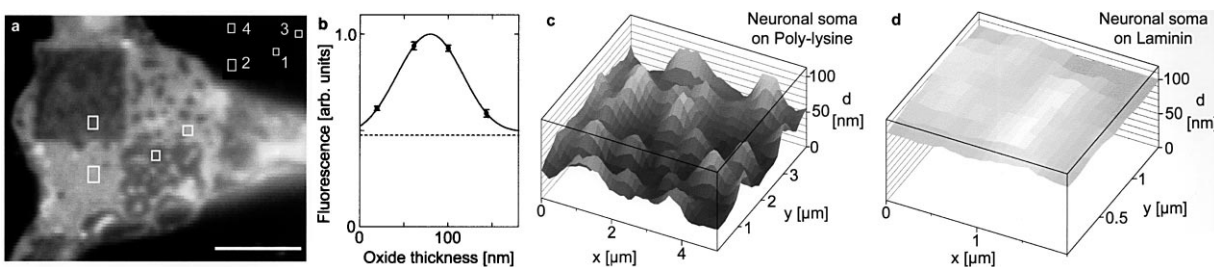 a
4
3
2
1
b
1.0
0
Fluorescence [arb. units]
0
100
Oxide thickness [nm]
c
Neuronal soma
on Poly-lysine
100
d
50
[nm]
0
3
2
y [µm]
1
0
2
4
x [µm]
d
Neuronal soma
on Laminin
100
d
50
[nm]
0
1
y [µm]
0.5
0
1
x [µm]